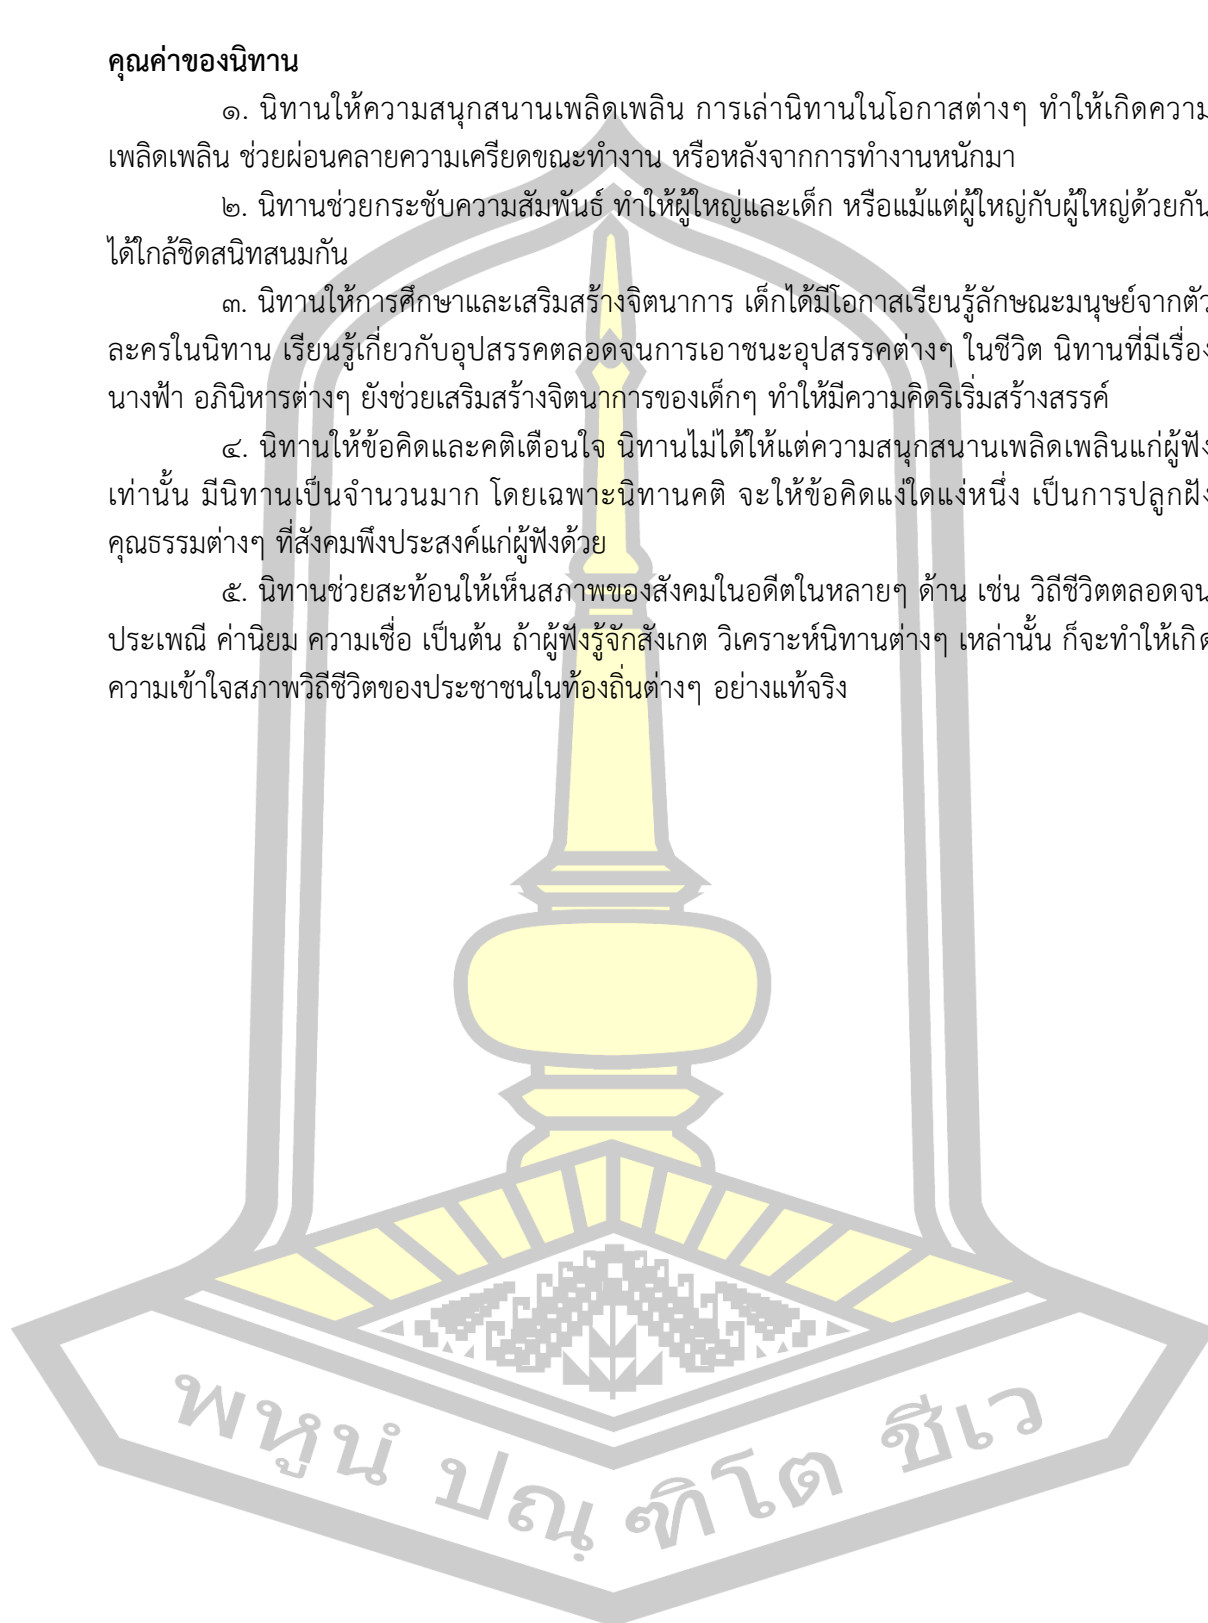 คุณค่าของนิทาน
๑. นิทานให้ความสนุกสนานเพลิดเพลิน การเล่านิทานในโอกาสต่างๆ ทำให้เกิดความ
เพลิดเพลิน ช่วยผ่อนคลายความเครียดขณะทำงาน หรือหลังจากการทำงานหนักมา
๒. นิทานช่วยกระชับความสัมพันธ์ ทำให้ผู้ใหญ่และเด็ก หรือแม้แต่ผู้ใหญ่กับผู้ใหญ่ด้วยกัน
ได้ใกล้ชิดสนิทสนมกัน
๓. นิทานให้การศึกษาและเสริมสร้างจิตนาการ เด็กได้มีโอกาสเรียนรู้ลักษณะมนุษย์จากตัว
ละครในนิทาน เรียนรู้เกี่ยวกับอุปสรรคตลอดจนการเอาชนะอุปสรรคต่างๆ ในชีวิต นิทานที่มีเรื่อง
นางฟ้า อภินิหารต่างๆ ยังช่วยเสริมสร้างจิตนาการของเด็กๆ ทำให้มีความคิดริเริ่มสร้างสรรค์
๔. นิทานให้ข้อคิดและคติเตือนใจ นิทานไม่ได้ให้แต่ความสนุกสนานเพลิดเพลินแก่ผู้ฟัง
เท่านั้น มีนิทานเป็นจำนวนมาก โดยเฉพาะนิทานคติ จะให้ข้อคิดแง่ใดแง่หนึ่ง เป็นการปลูกฝัง
คุณธรรมต่างๆ ที่สังคมพึงประสงค์แก่ผู้ฟังด้วย
๕. นิทานช่วยสะท้อนให้เห็นสภาพของสังคมในอดีตในหลายๆ ด้าน เช่น วิถีชีวิตตลอดจน
ประเพณี ค่านิยม ความเชื่อ เป็นต้น ถ้าผู้ฟังรู้จักสังเกต วิเคราะห์นิทานต่างๆ เหล่านั้น ก็จะทำให้เกิด
ความเข้าใจสภาพวิถีชีวิตของประชาชนในท้องถิ่นต่างๆ อย่างแท้จริง
พหูนํ ปณฺฑิโต ชีเว